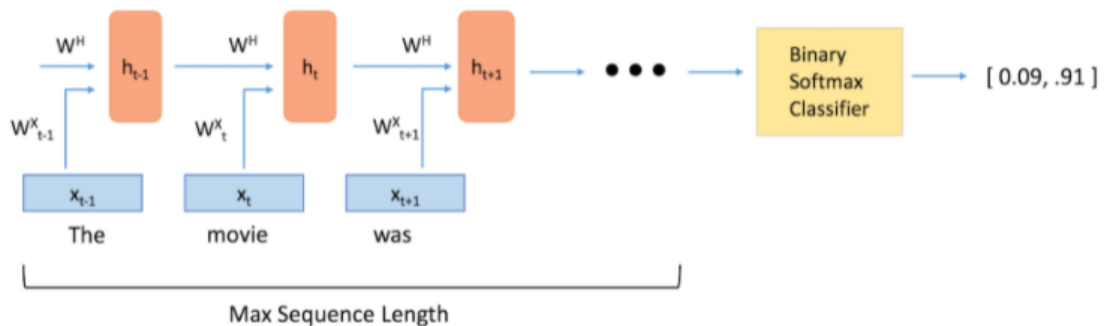 W^H
h_{t-1}
W^H
h_t
W^H
h_{t+1}
Binary
Softmax
Classifier
[ 0.09, .91 ]
W^X_{t-1}
W^X_t
W^X_{t+1}
x_{t-1}
x_t
x_{t+1}
The
movie
was
Max Sequence Length